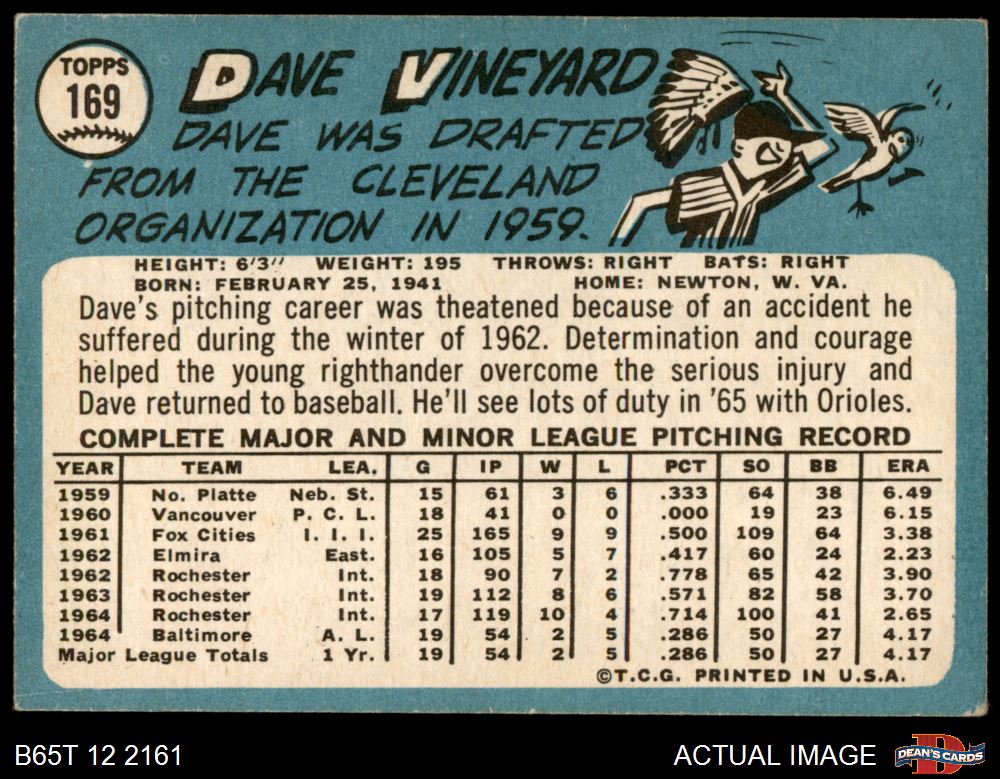 TOPPS
169
DAVE VINEYARD
DAVE WAS DRAFTED
FROM THE CLEVELAND
ORGANIZATION IN 1959.
HEIGHT: 6'3" WEIGHT: 195 THROWS: RIGHT BATS: RIGHT
BORN: FEBRUARY 25, 1941 HOME: NEWTON, W. VA.
Dave's pitching career was theatened because of an accident he
suffered during the winter of 1962. Determination and courage
helped the young righthander overcome the serious injury and
Dave returned to baseball. He'll see lots of duty in '65 with Orioles.
COMPLETE MAJOR AND MINOR LEAGUE PITCHING RECORD
YEAR TEAM LEA. G IP W L PCT SO BB ERA
1959 No. Platte Neb. St. 15 61 3 6 .333 64 38 6.49
1960 Vancouver P. C. L. 18 41 0 0 .000 19 23 6.15
1961 Fox Cities I. I. I. 25 165 9 9 .500 109 64 3.38
1962 Elmira East. 16 105 5 7 .417 60 24 2.23
1962 Rochester Int. 18 90 7 2 .778 65 42 3.90
1963 Rochester Int. 19 112 8 6 .571 82 58 3.70
1964 Rochester Int. 17 119 10 4 .714 100 41 2.65
1964 Baltimore A. L. 19 54 2 5 .286 50 27 4.17
Major League Totals 1 Yr. 19 54 2 5 .286 50 27 4.17
©T.C.G. PRINTED IN U.S.A.
B65T 12 2161 ACTUAL IMAGE DEAN'S CARDS